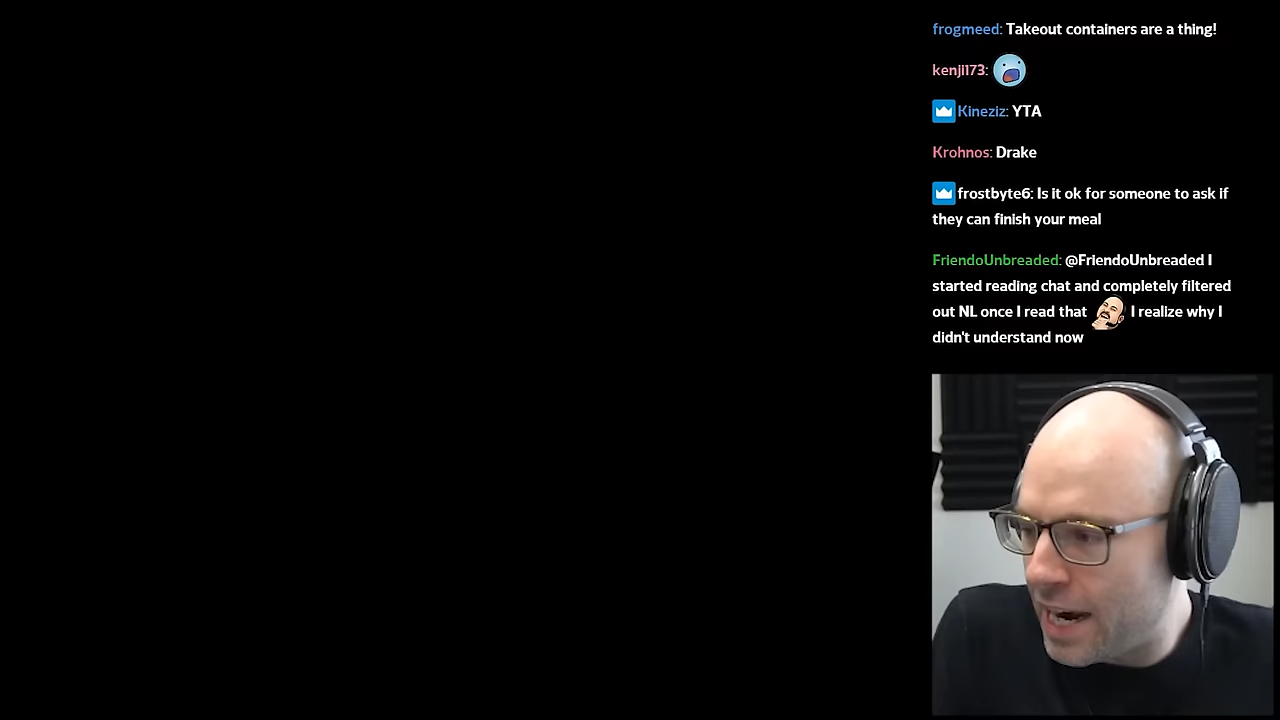 frogmeed: Takeout containers are a thing!
kenji173:
Kineziz: YTA
Krohnos: Drake
frostbyte6: Is it ok for someone to ask if
they can finish your meal
FriendoUnbreaded: @FriendoUnbreaded I
started reading chat and completely filtered
out NL once I read that I realize why I
didn't understand now